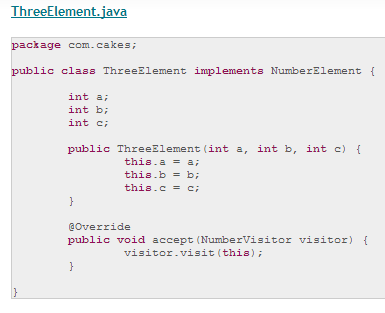 ThreeElement.java
package com.cakes;
public class ThreeElement implements NumberElement {
int a;
int b;
int c;
public ThreeElement(int a, int b, int c) {
this.a = a;
this.b = b;
this.c = c;
}
@Override
public void accept(NumberVisitor visitor) {
visitor.visit(this);
}
}